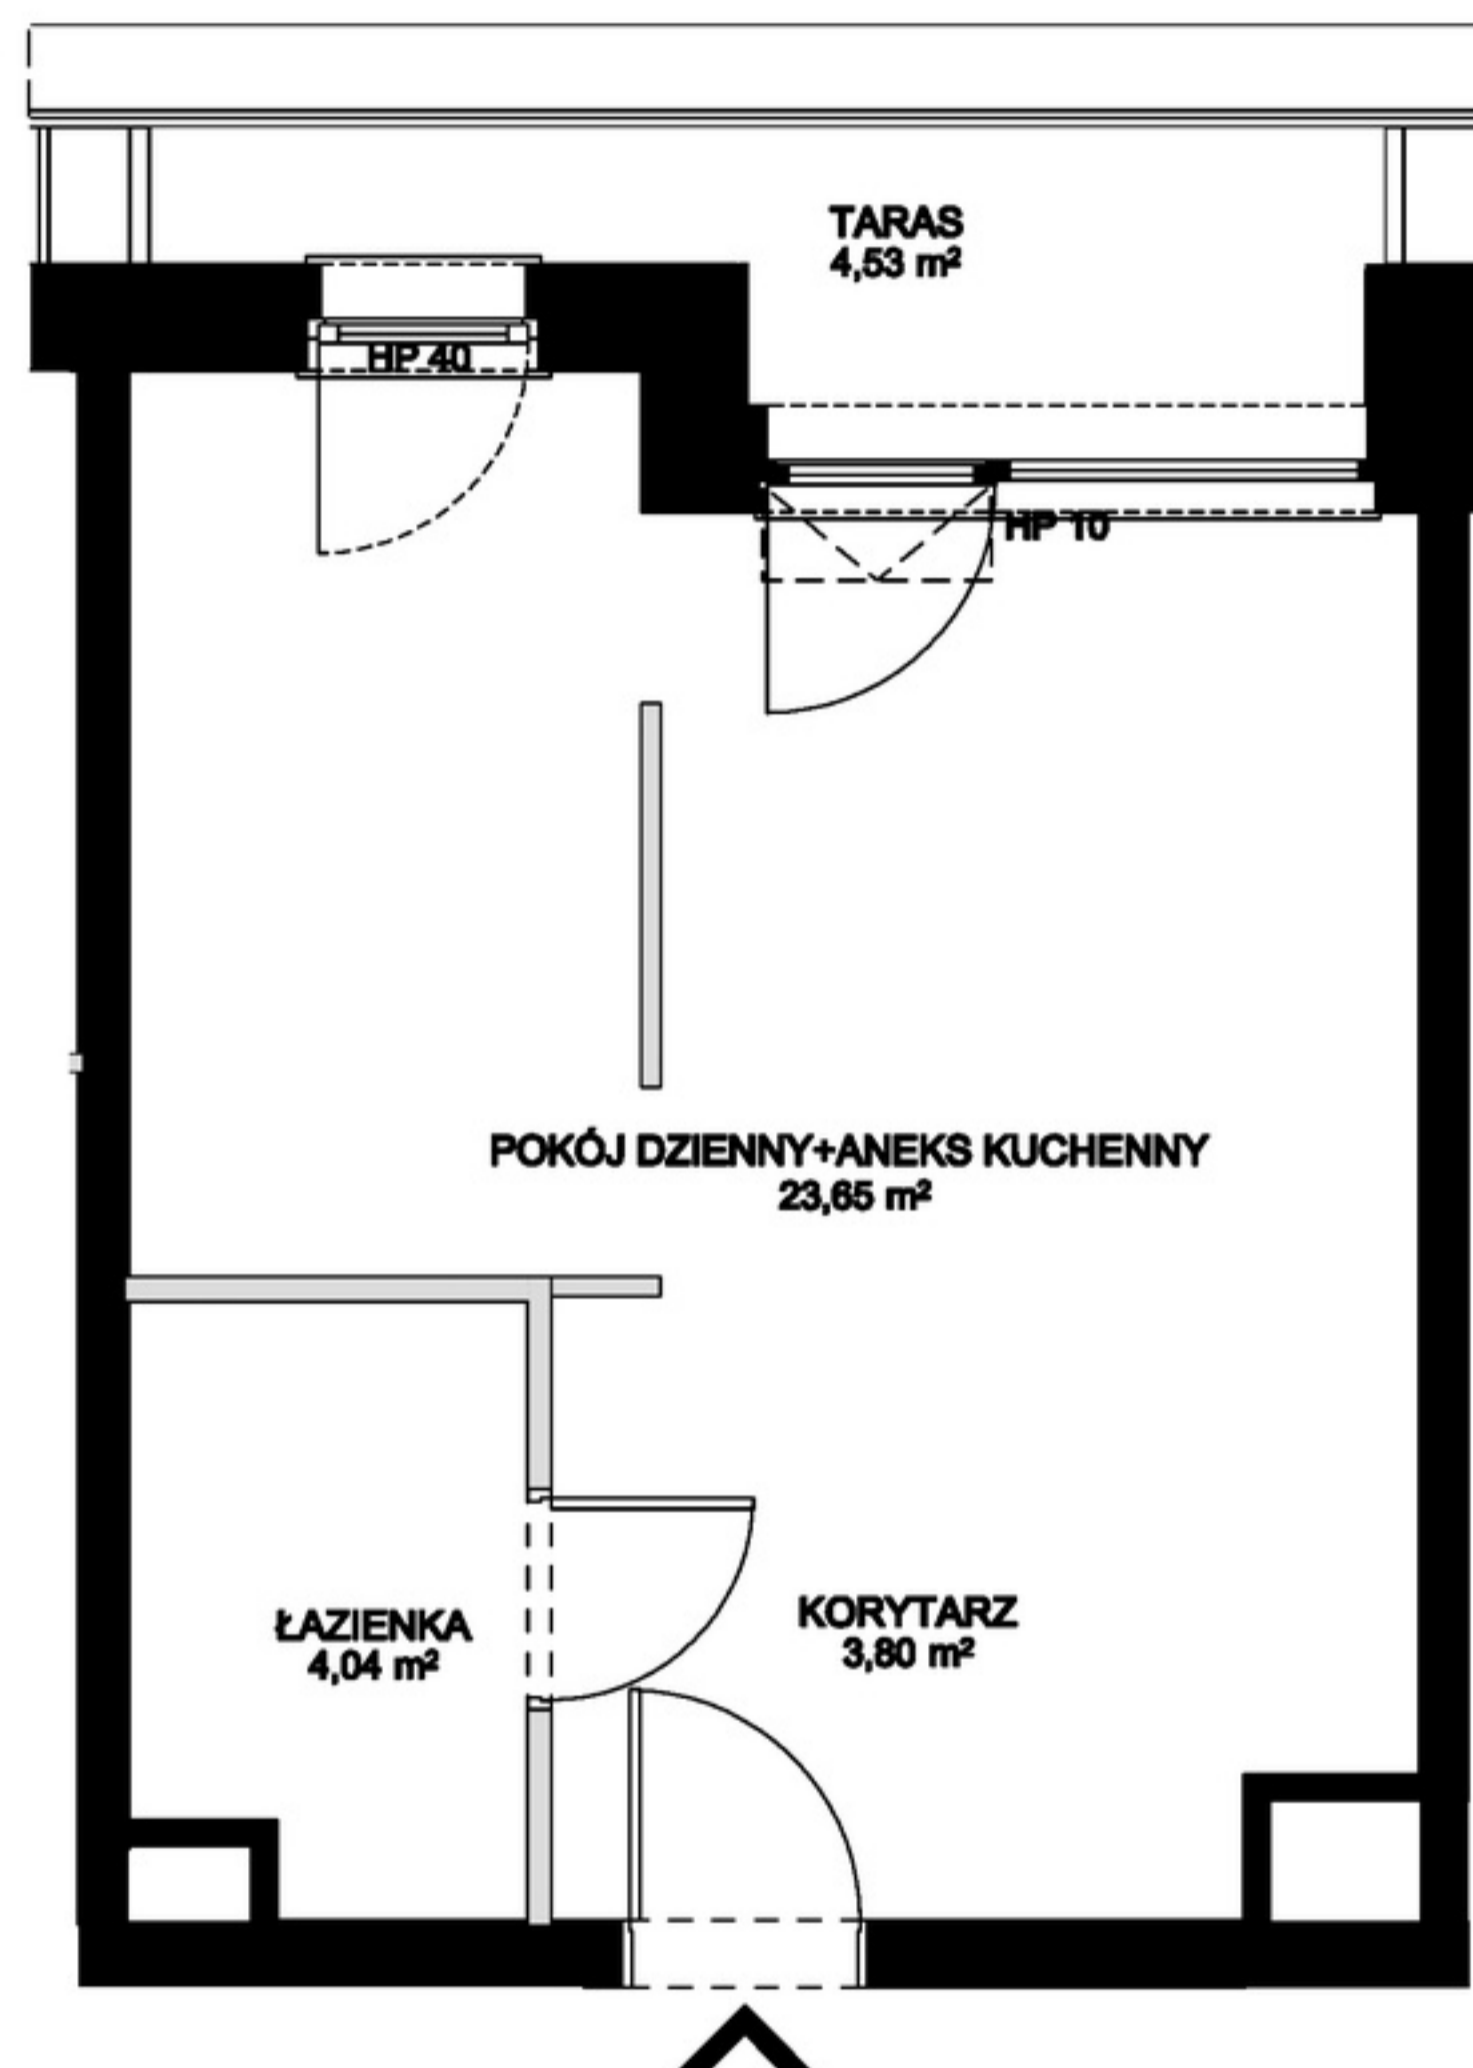 TARAS
4,53 m²
HP 40
HP 10
POKÓJ DZIENNY+ANEKS KUCHENNY
23,65 m²
ŁAZIENKA
4,04 m²
KORYTARZ
3,80 m²